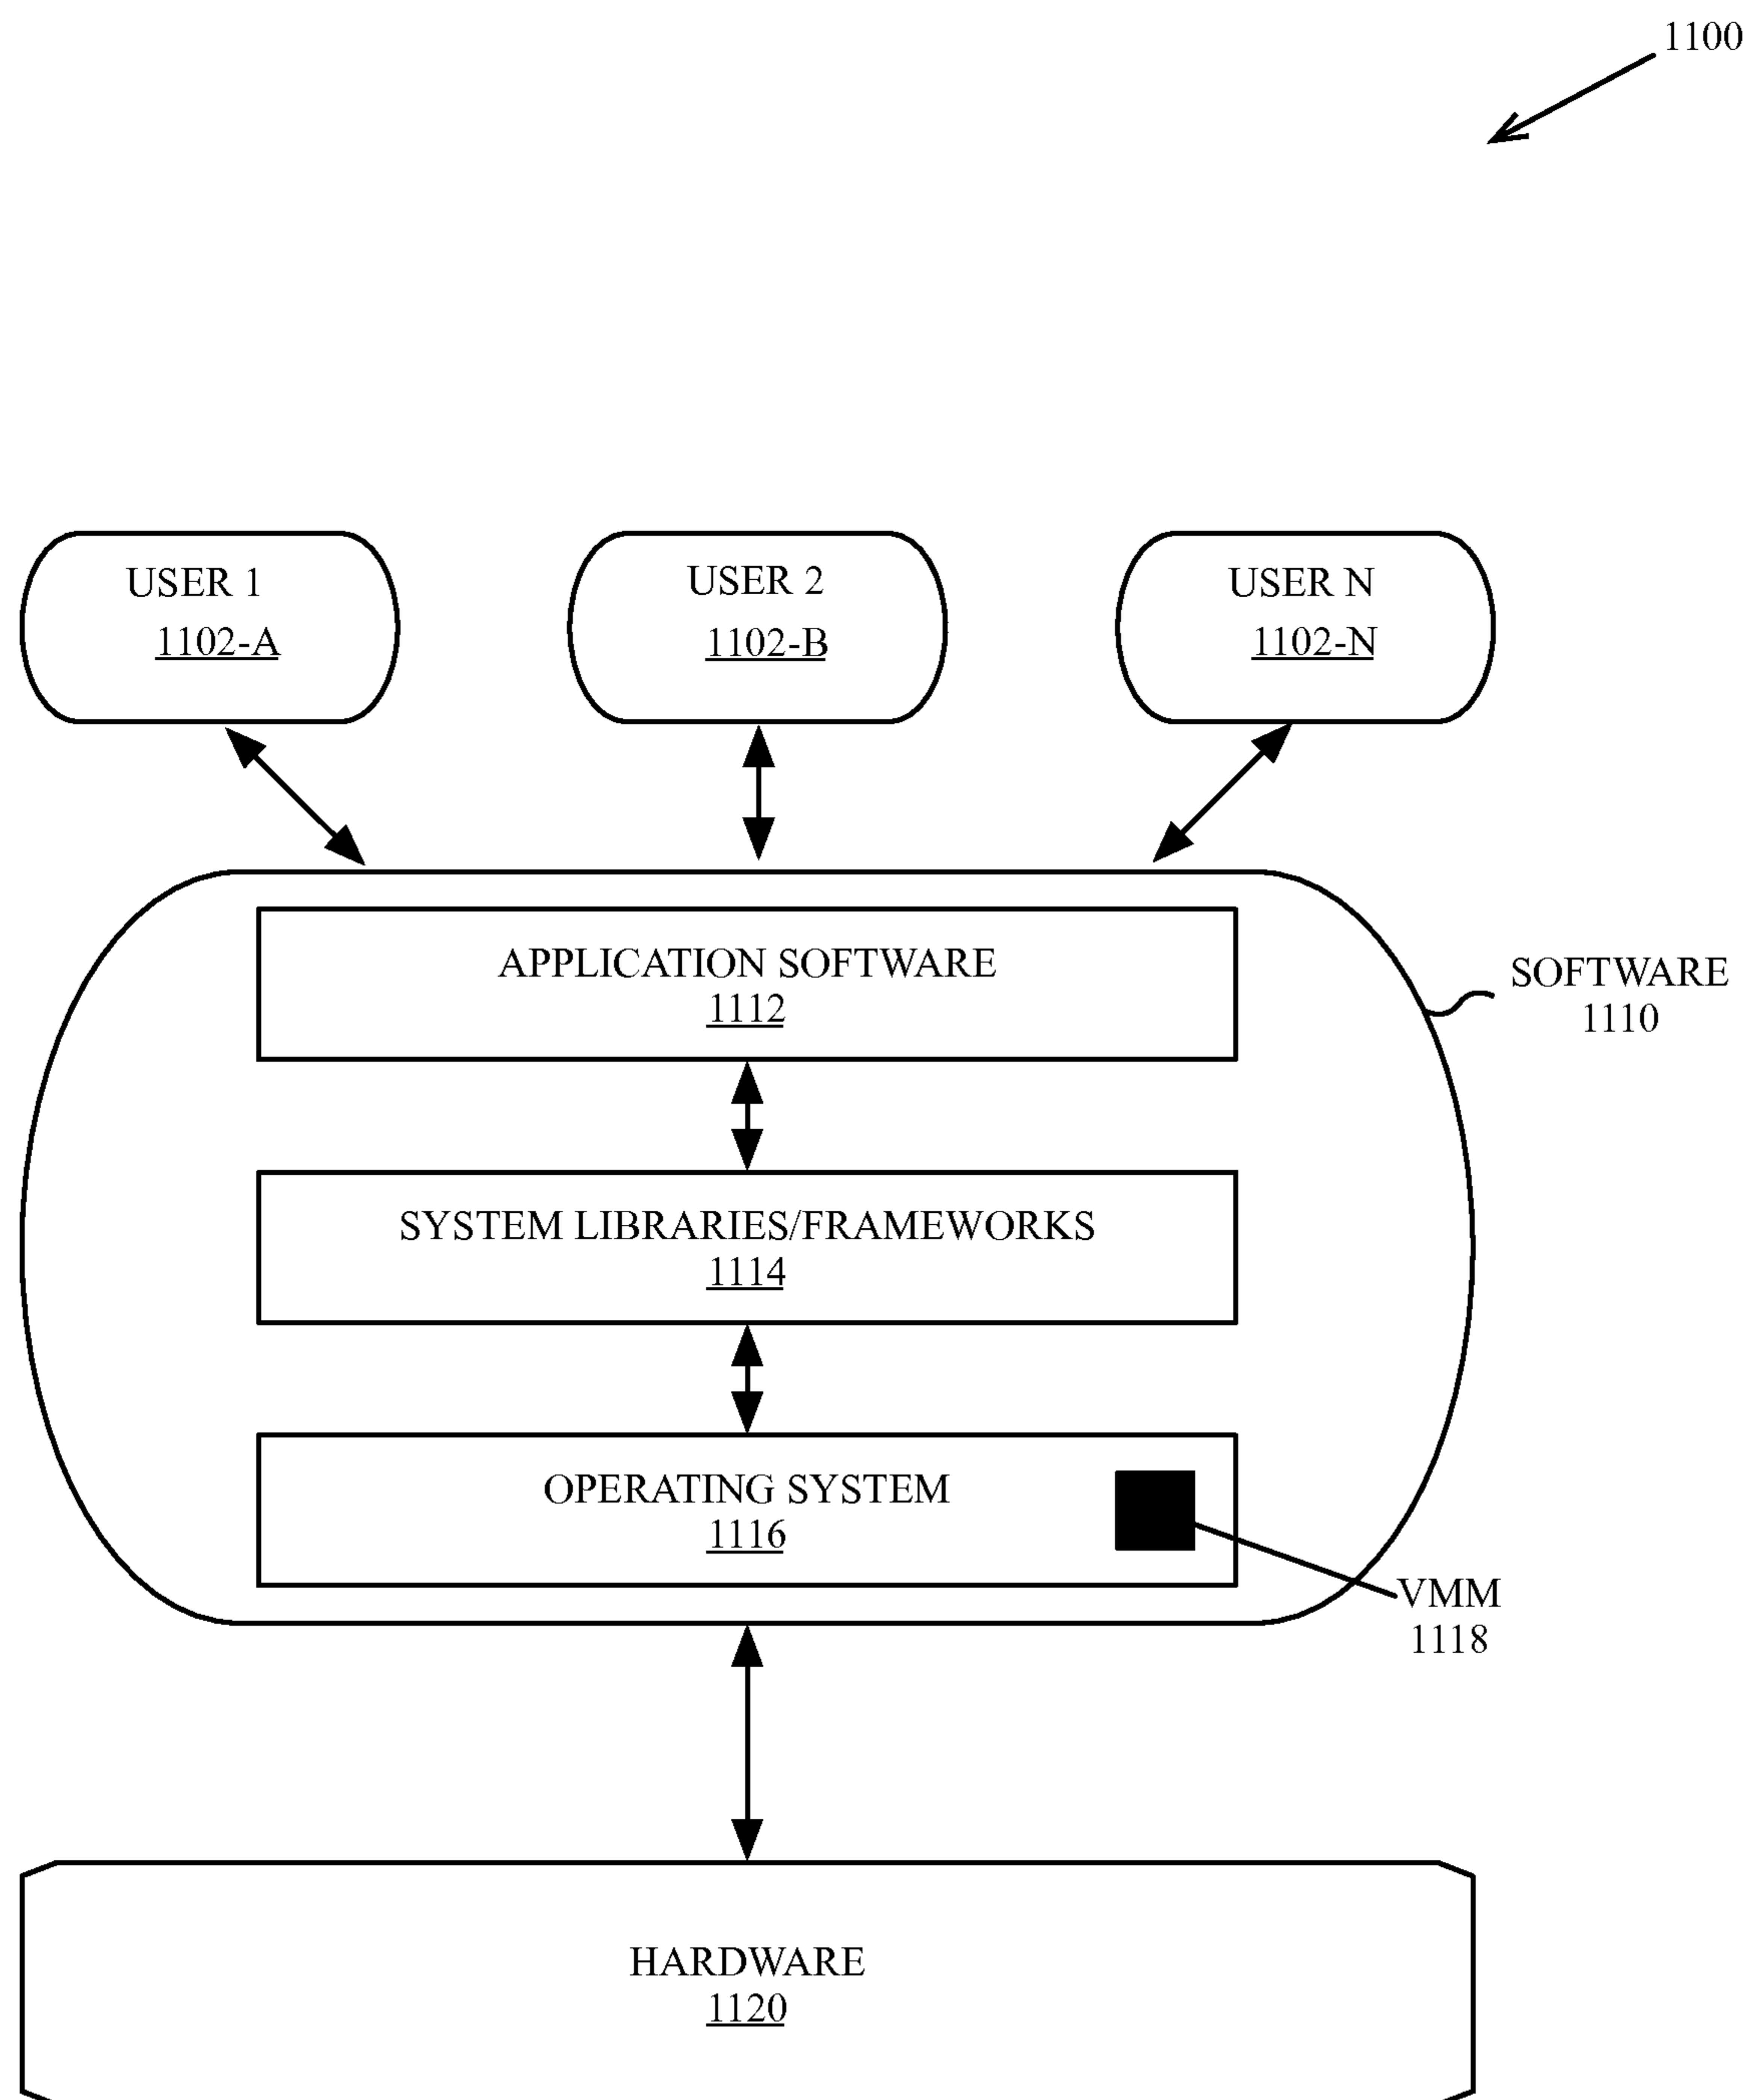 1100
USER 1
1102-A
USER 2
1102-B
USER N
1102-N
APPLICATION SOFTWARE
1112
SOFTWARE
1110
SYSTEM LIBRARIES/FRAMEWORKS
1114
OPERATING SYSTEM
1116
VMM
1118
HARDWARE
1120